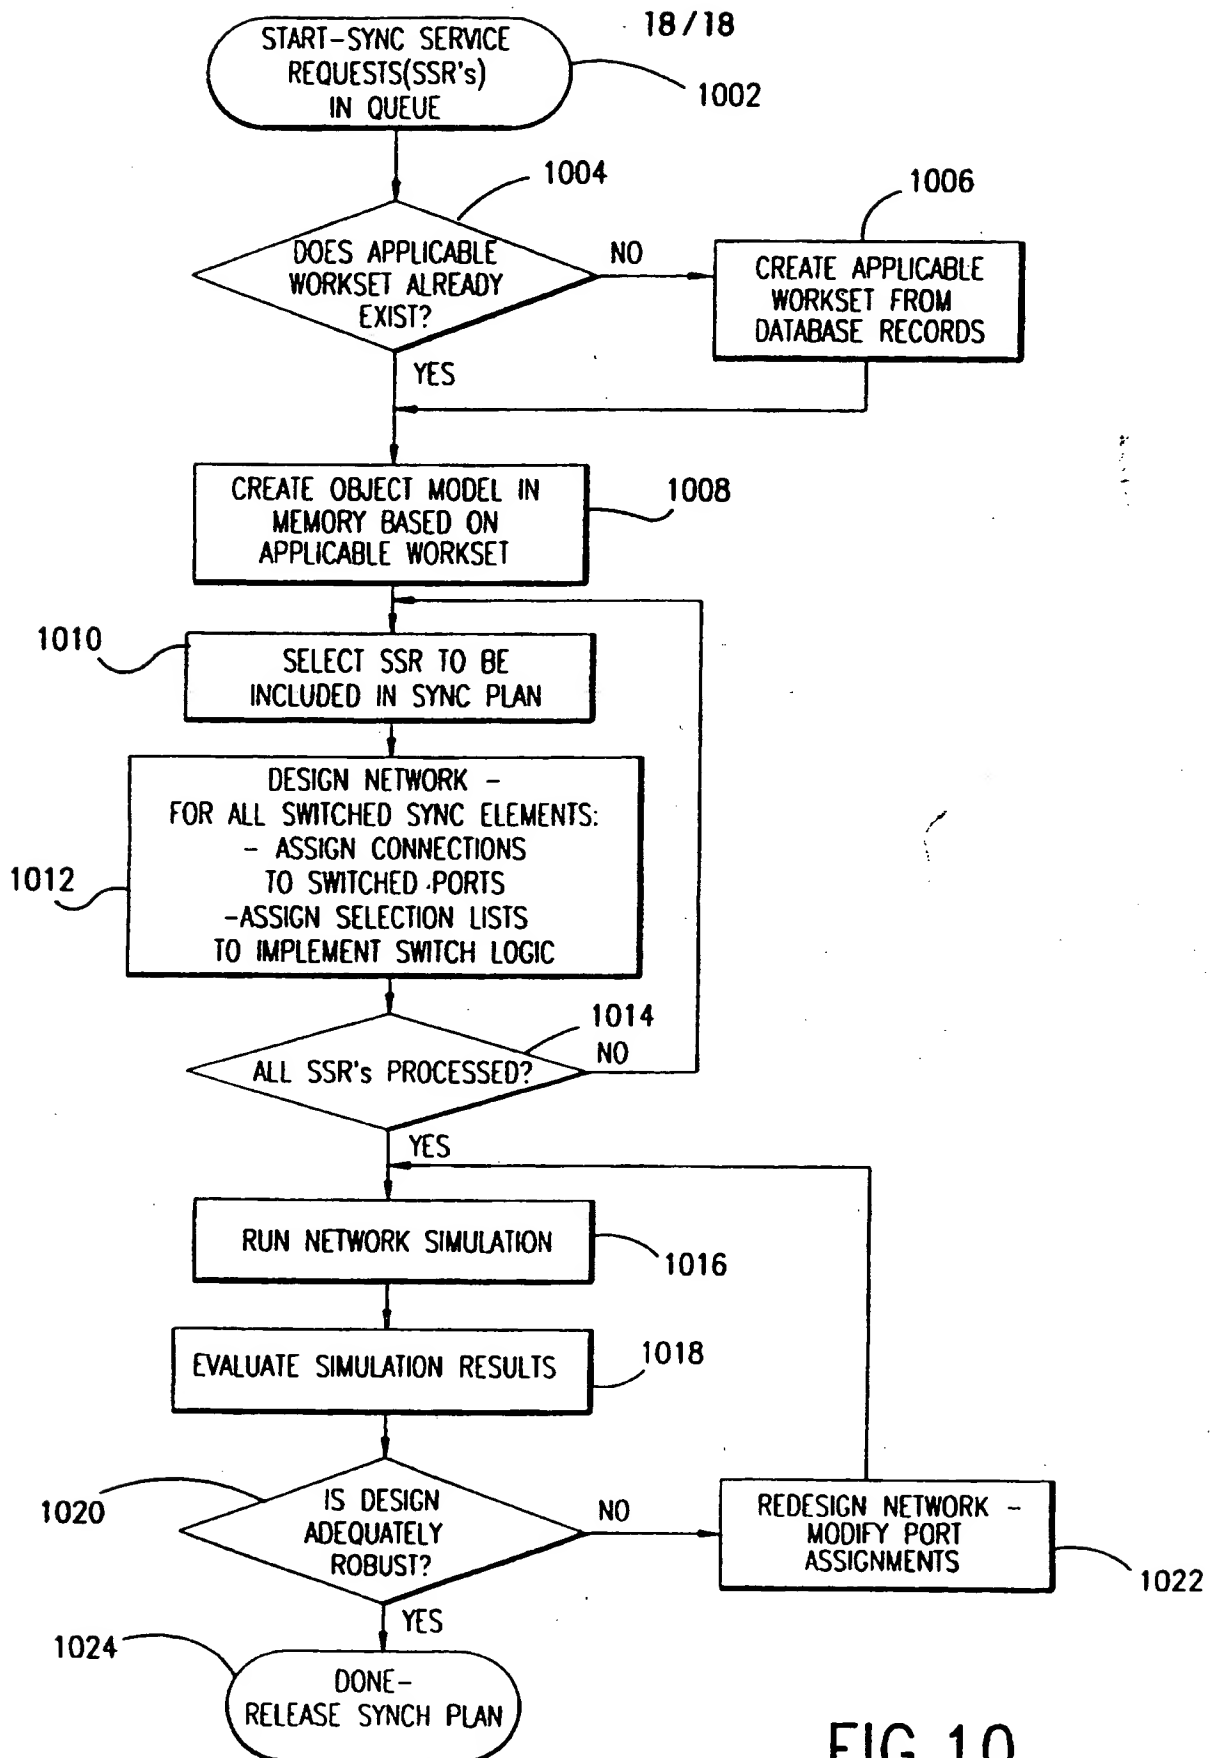 18/18
START-SYNC SERVICE
REQUESTS(SSR's)
IN QUEUE
1002
1004
DOES APPLICABLE
WORKSET ALREADY
EXIST?
NO
1006
CREATE APPLICABLE
WORKSET FROM
DATABASE RECORDS
YES
CREATE OBJECT MODEL IN
MEMORY BASED ON
APPLICABLE WORKSET
1008
1010
SELECT SSR TO BE
INCLUDED IN SYNC PLAN
1012
DESIGN NETWORK -
FOR ALL SWITCHED SYNC ELEMENTS:
- ASSIGN CONNECTIONS
TO SWITCHED PORTS
-ASSIGN SELECTION LISTS
TO IMPLEMENT SWITCH LOGIC
1014
ALL SSR's PROCESSED?
NO
YES
RUN NETWORK SIMULATION
1016
EVALUATE SIMULATION RESULTS
1018
1020
IS DESIGN
ADEQUATELY
ROBUST?
NO
REDESIGN NETWORK -
MODIFY PORT
ASSIGNMENTS
1022
YES
1024
DONE-
RELEASE SYNCH PLAN
FIG.10